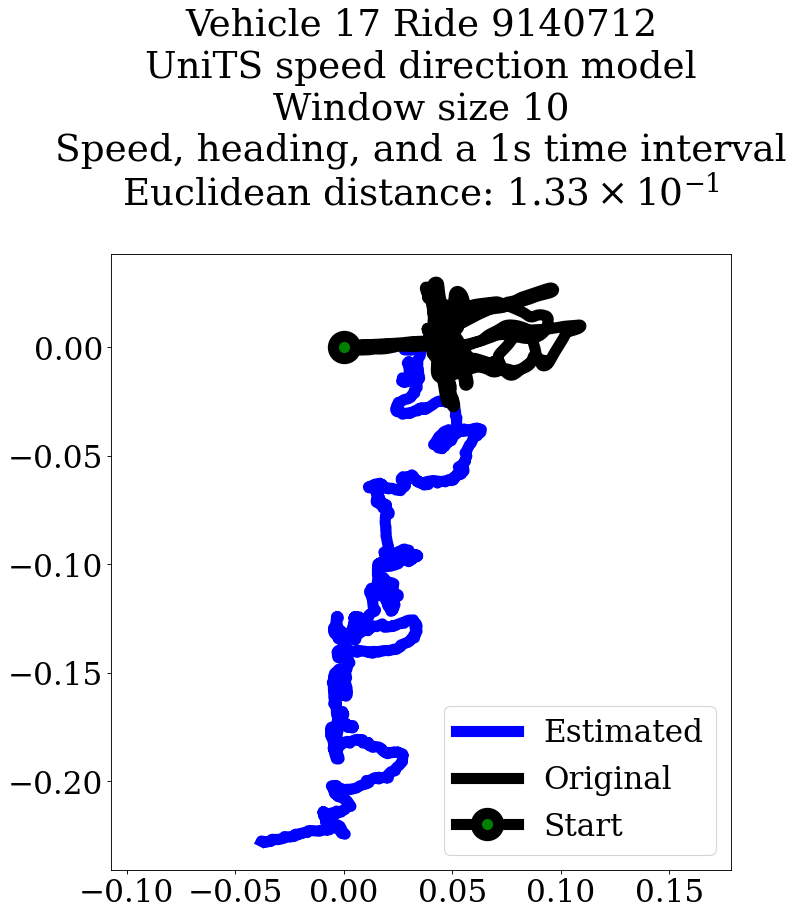 Vehicle 17 Ride 9140712
UniTS speed direction model
Window size 10
Speed, heading, and a 1s time interval
Euclidean distance: 1.33 × 10⁻¹
0.00
−0.05
−0.10
−0.15
−0.20
Estimated
Original
Start
−0.10 −0.05 0.00 0.05 0.10 0.15